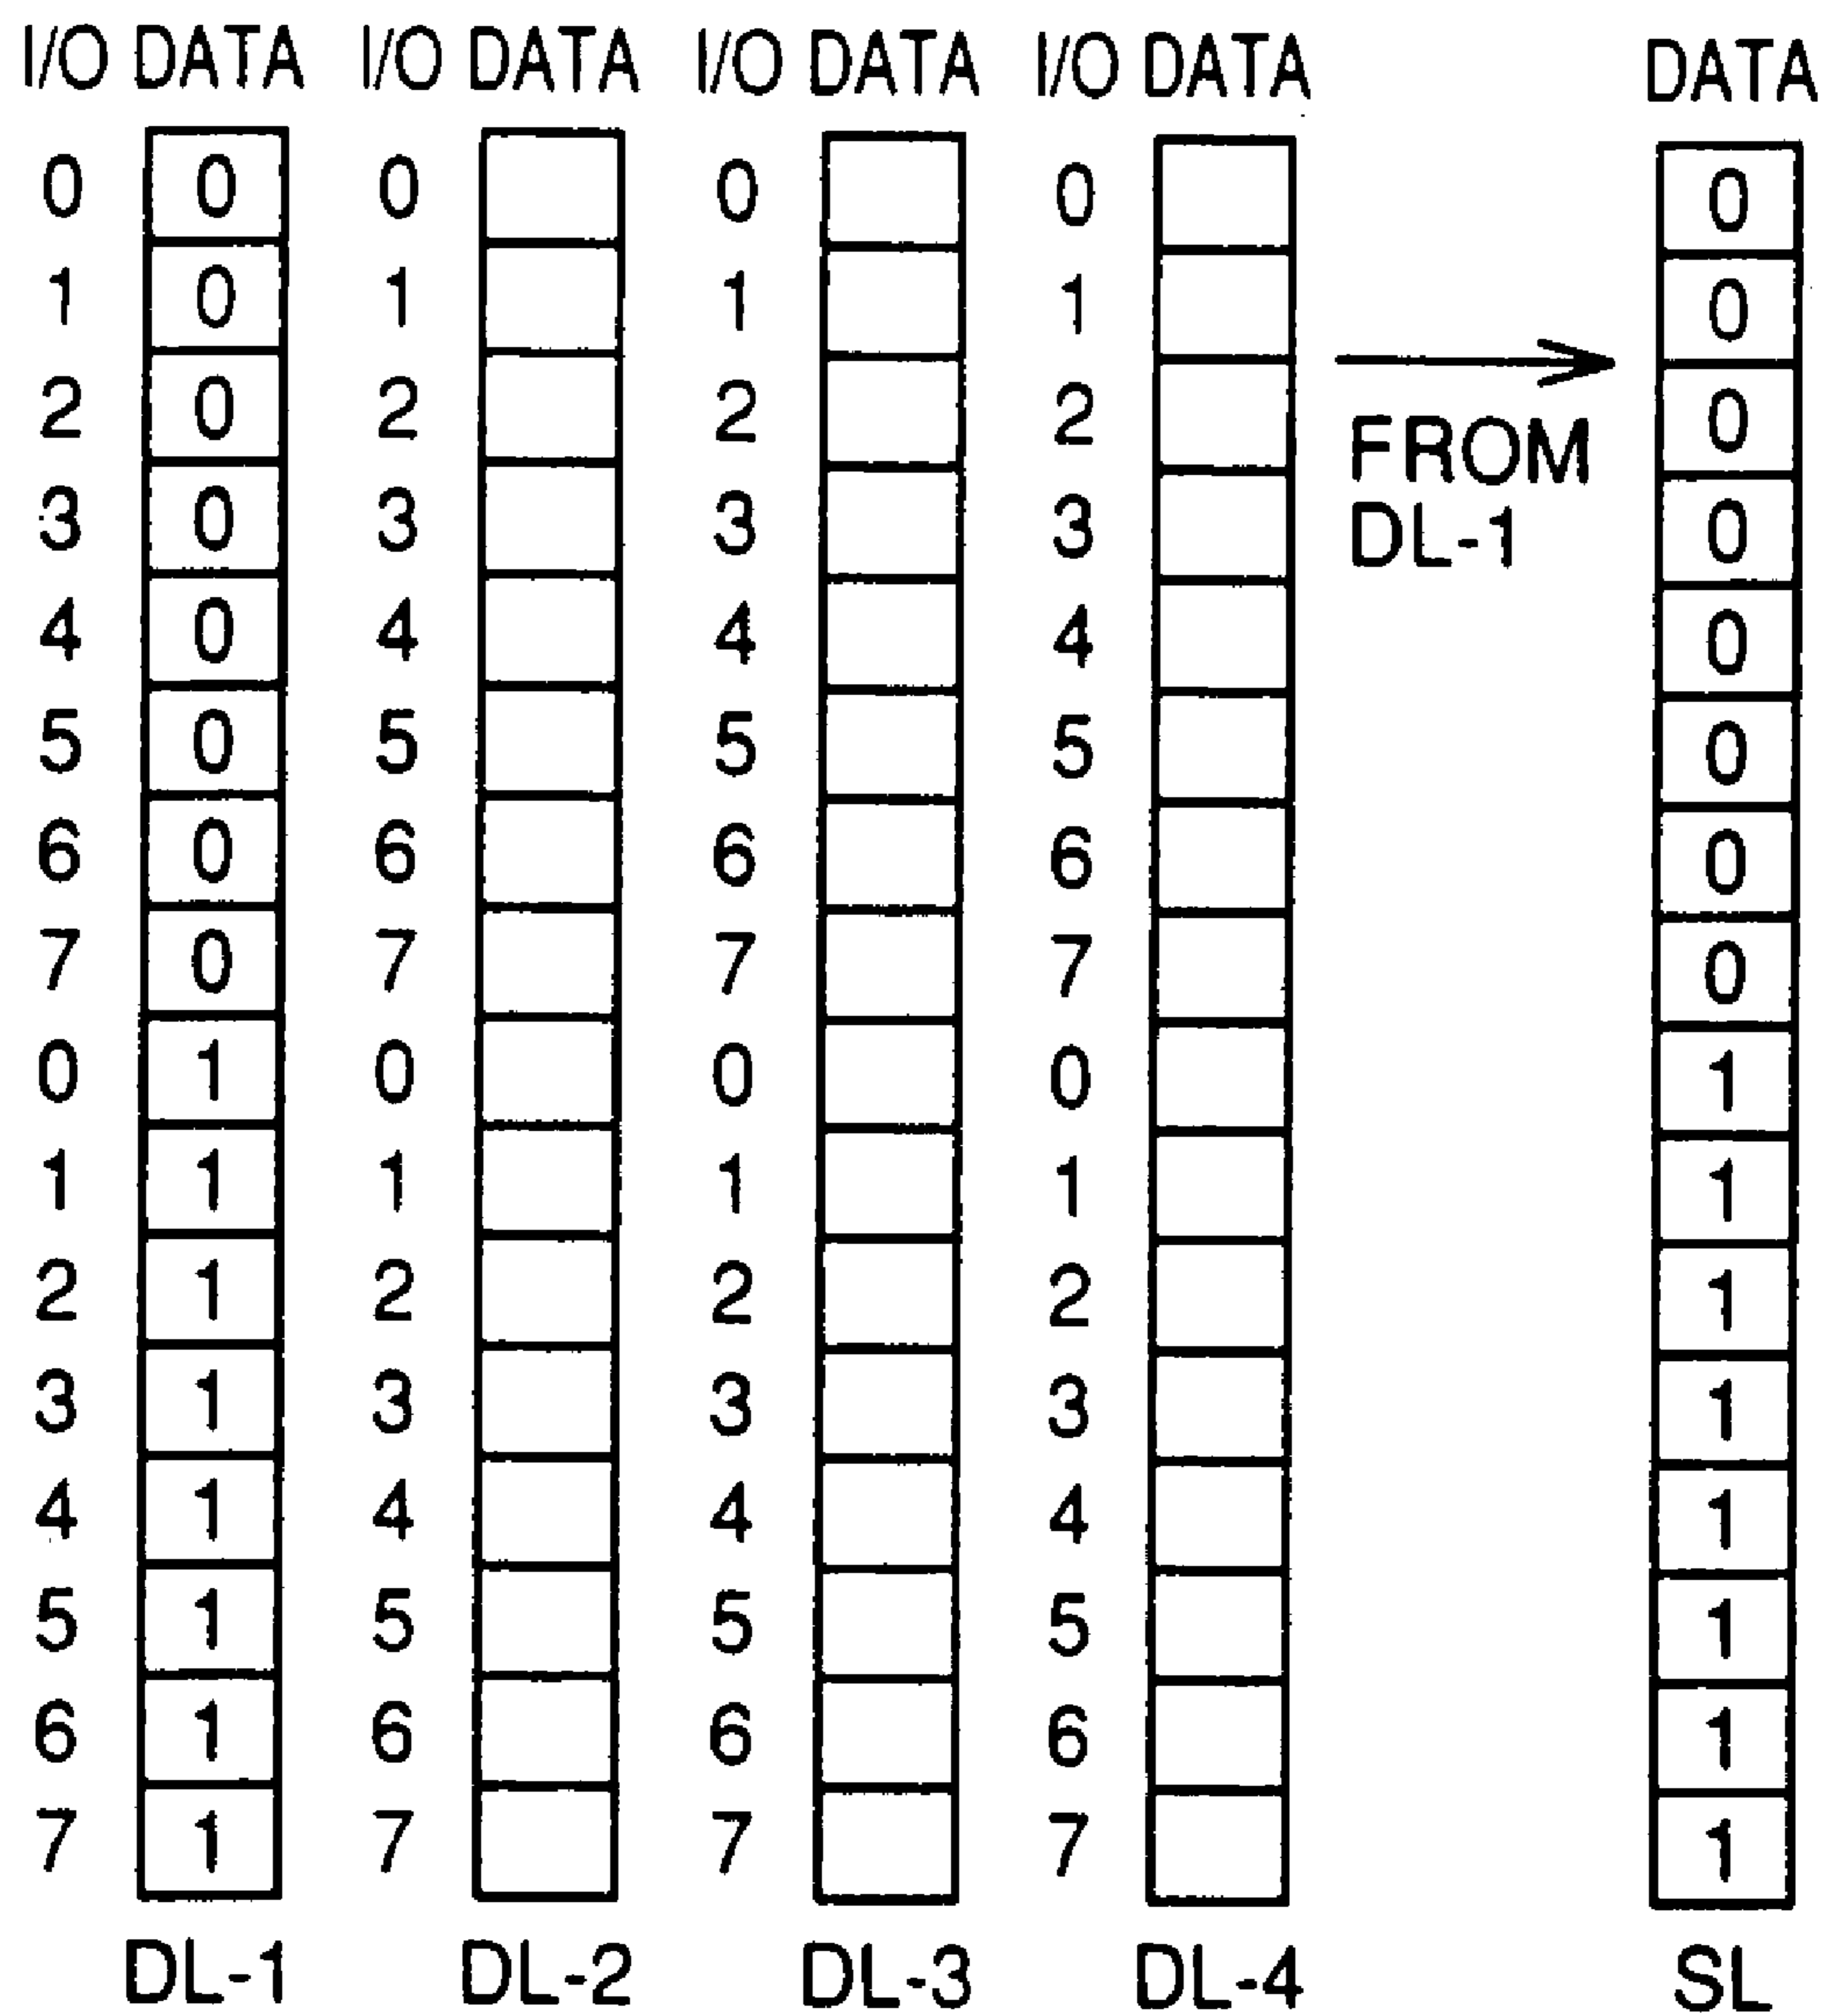 I/O DATA I/O DATA I/O DATA I/O DATA DATA
0 0 0 0 0 0
1 0 1 1 1 0
2 0 2 2 2 0
FROM
3 0 3 3 3 0
DL-1
4 0 4 4 4 0
5 0 5 5 5 0
6 0 6 6 6 0
7 0 7 7 7 0
0 1 0 0 0 1
1 1 1 1 1 1
2 1 2 2 2 1
3 1 3 3 3 1
4 1 4 4 4 1
5 1 5 5 5 1
6 1 6 6 6 1
7 1 7 7 7 1
DL-1 DL-2 DL-3 DL-4 SL